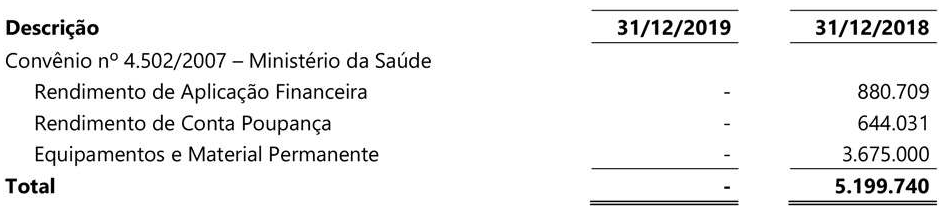 Descrição 31/12/2019 31/12/2018
Convênio nº 4.502/2007 – Ministério da Saúde
Rendimento de Aplicação Financeira - 880.709
Rendimento de Conta Poupança - 644.031
Equipamentos e Material Permanente - 3.675.000
Total - 5.199.740